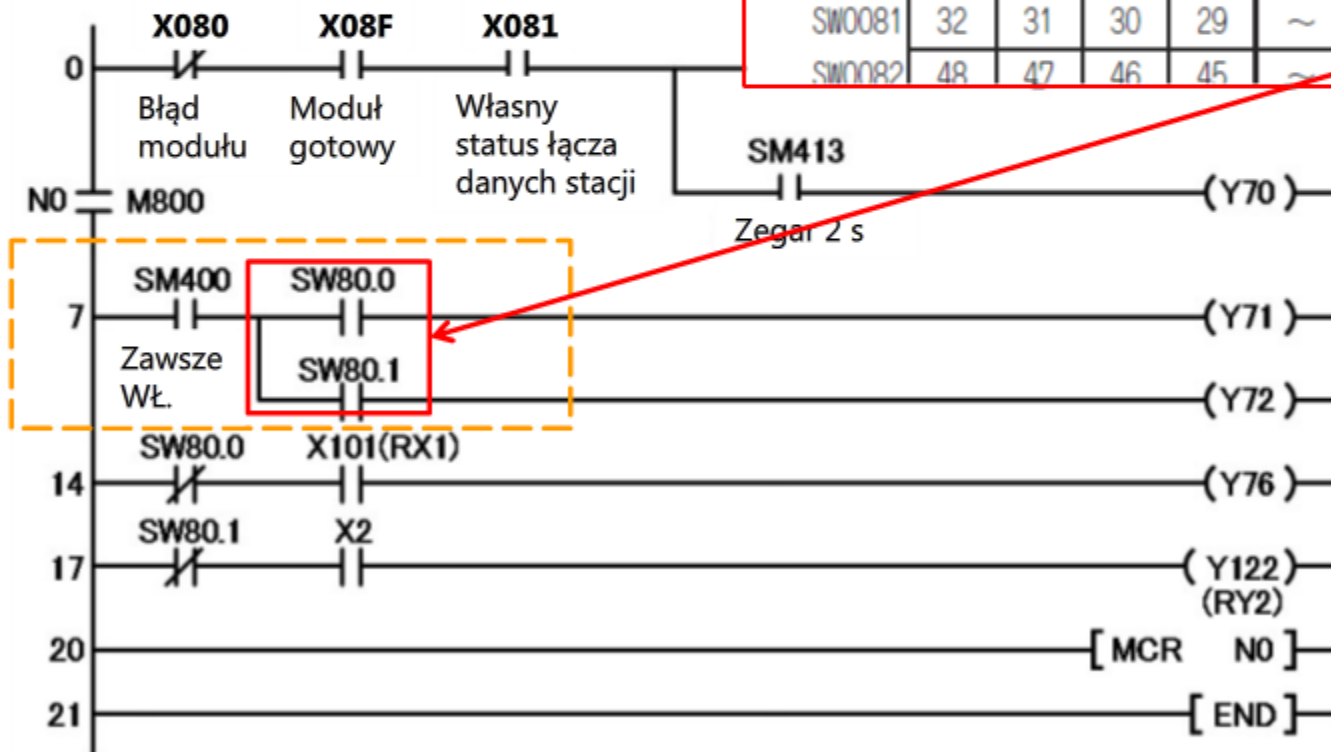 SW0081 32 31 30 29 ~
SW0082 48 47 46 45 ~
X080 X08F X081
0
Błąd modułu
Moduł gotowy
Własny status łącza danych stacji
SM413
Zegar 2 s
(Y70)
N0 M800
SM400 SW80.0
7 (Y71)
Zawsze WŁ.
SW80.1
(Y72)
SW80.0 X101(RX1)
14 (Y76)
SW80.1 X2
17 (Y122)
(RY2)
20 [MCR N0]
21 [END]